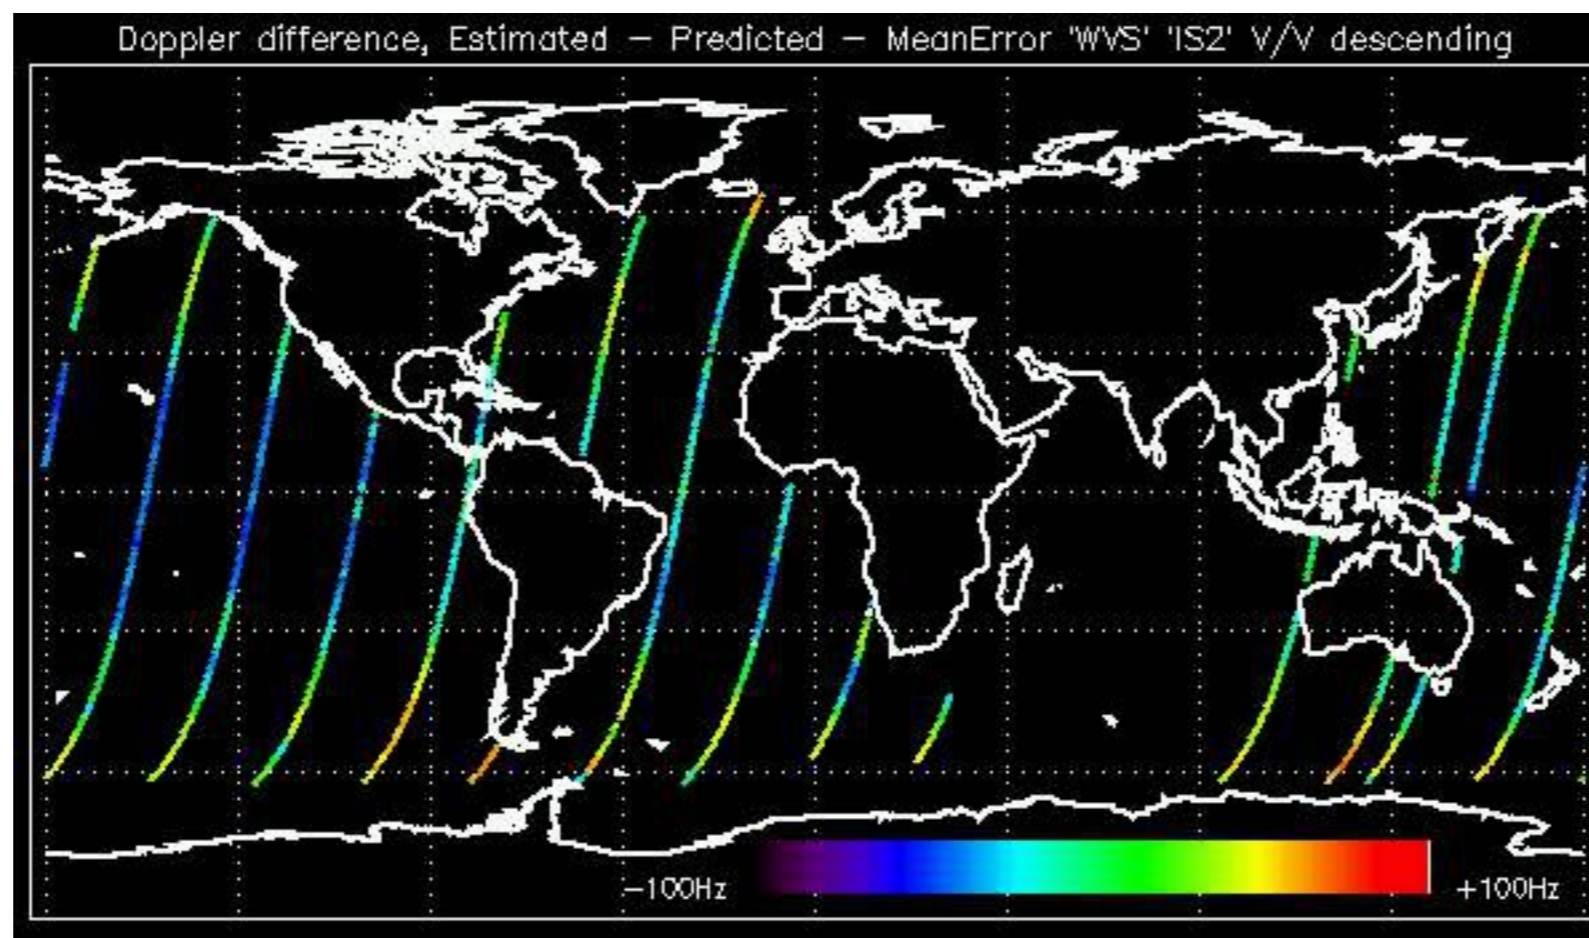 Doppler difference, Estimated – Predicted – MeanError 'WVS' 'IS2' V/V descending
–100Hz +100Hz